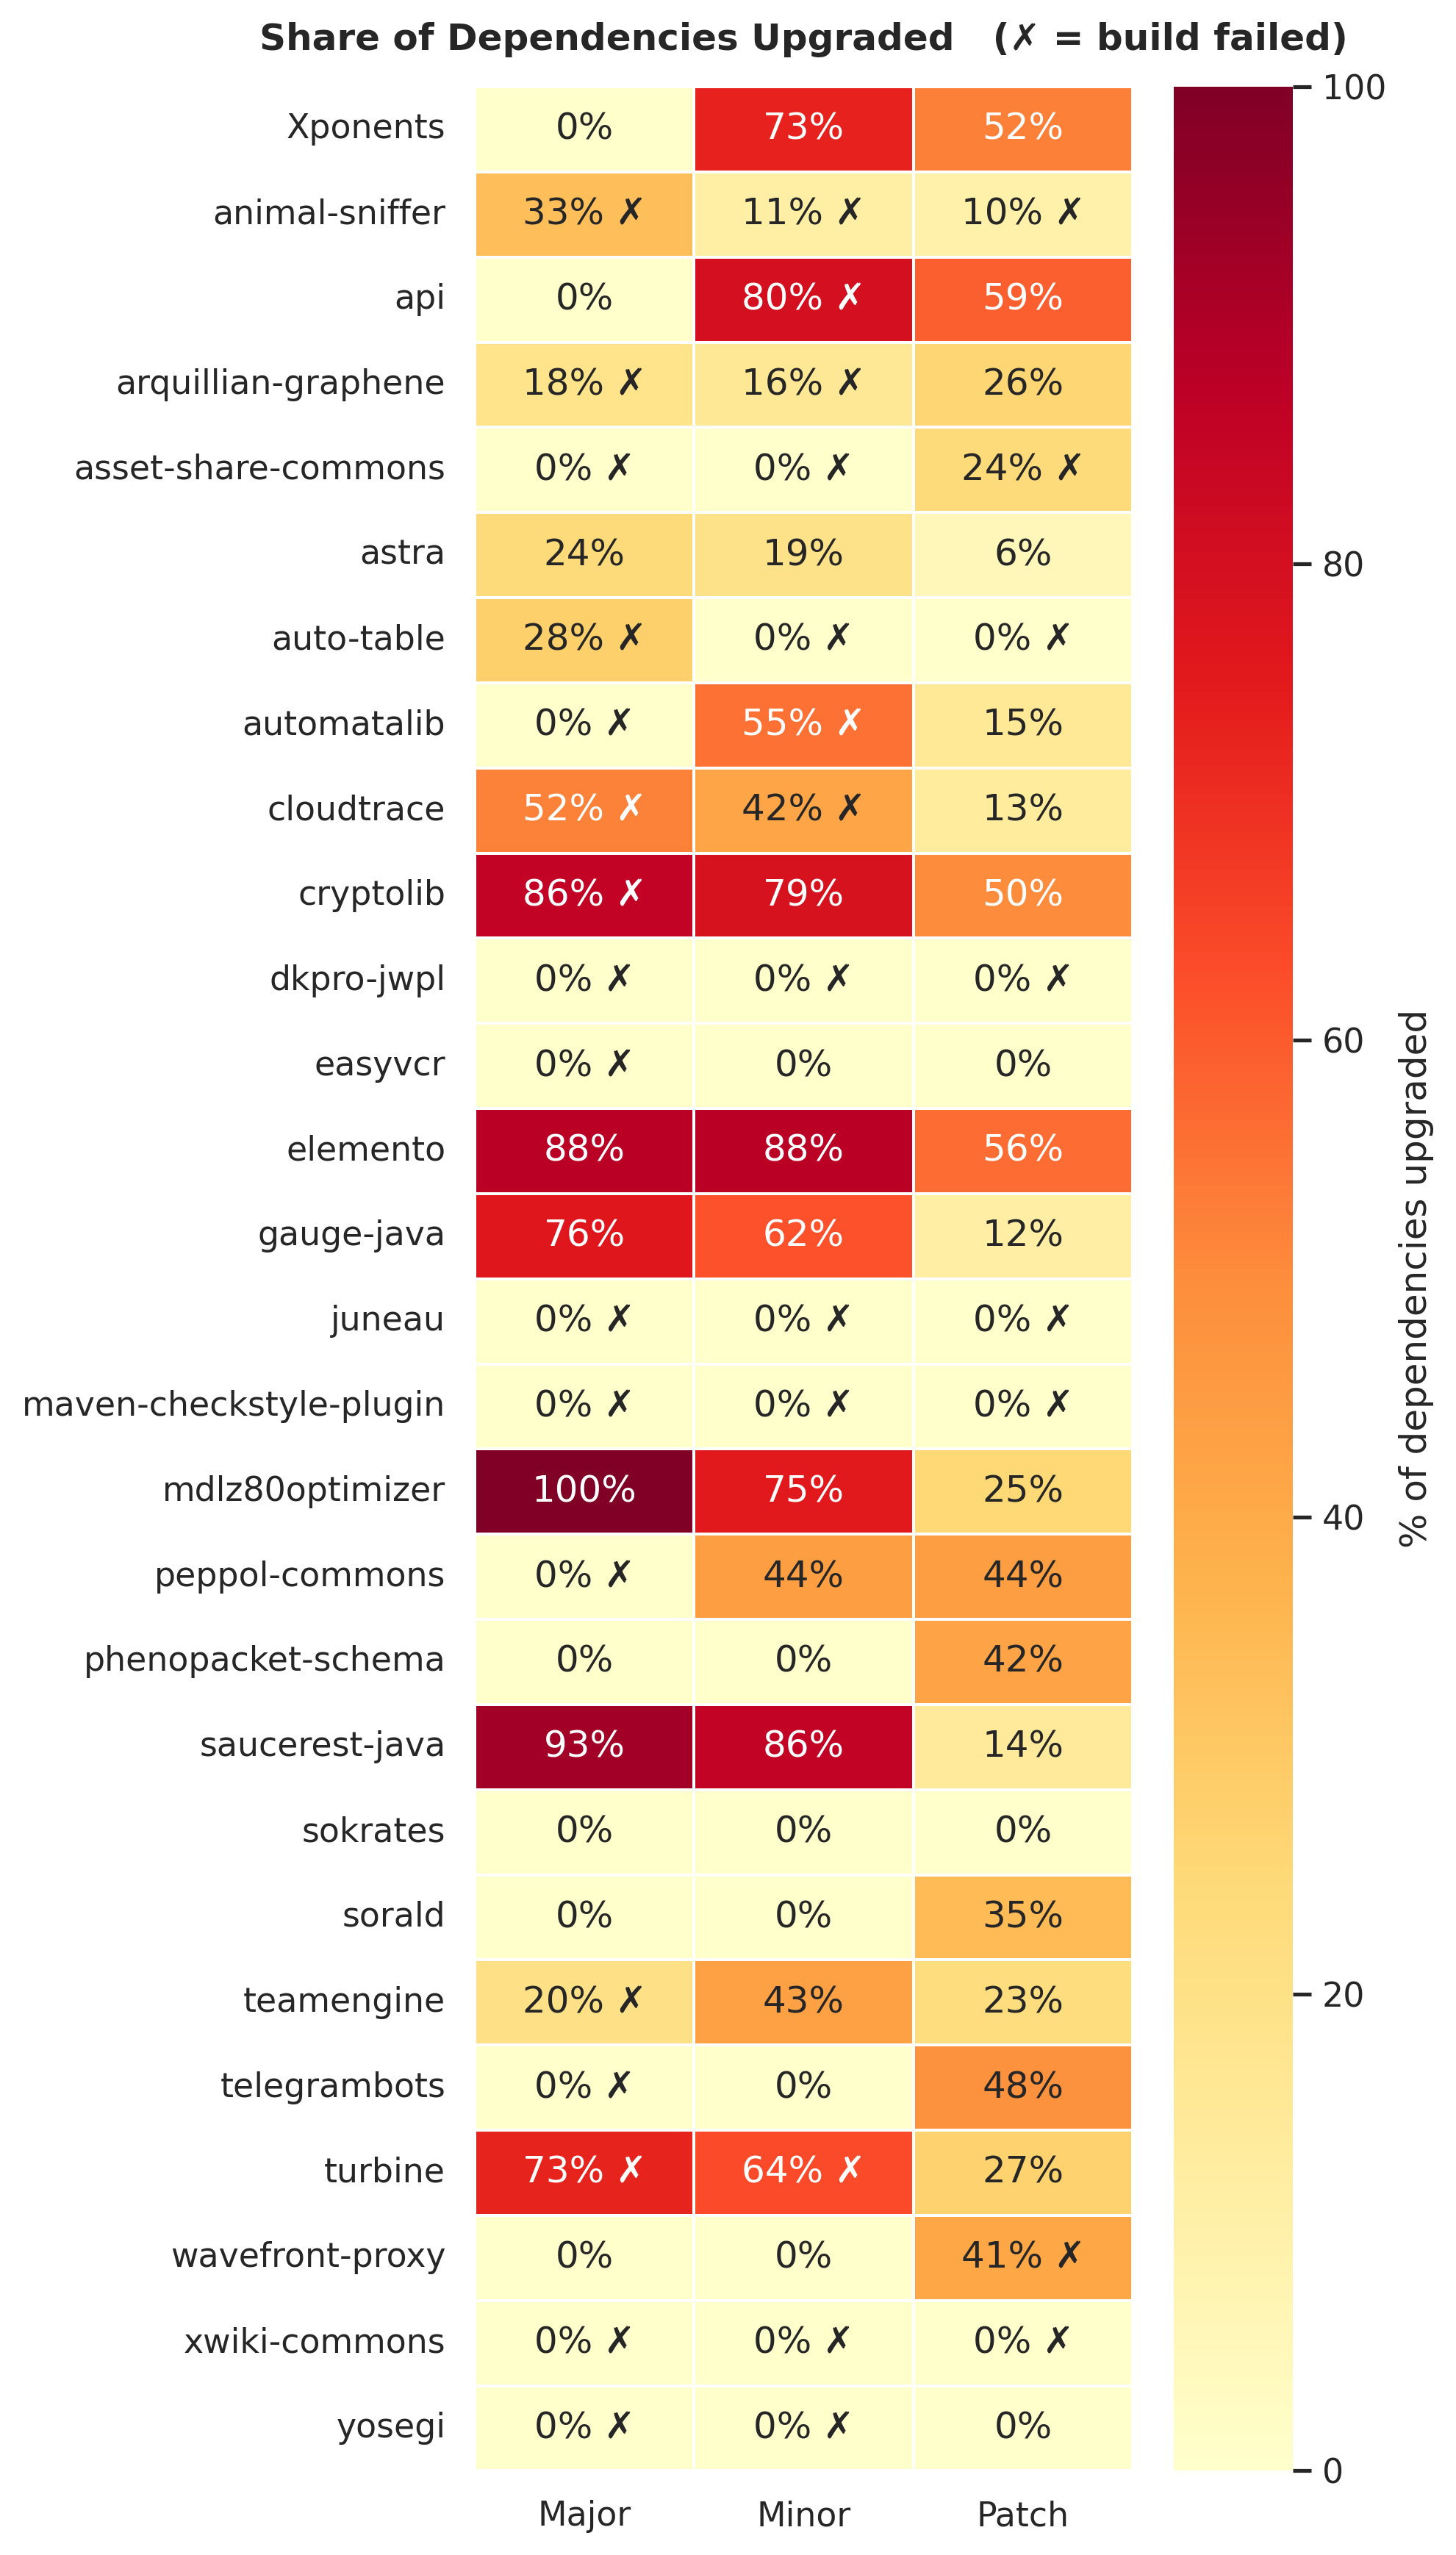 Share of Dependencies Upgraded (✗ = build failed)
Xponents 0% 73% 52%
animal-sniffer 33% ✗ 11% ✗ 10% ✗
api 0% 80% ✗ 59%
arquillian-graphene 18% ✗ 16% ✗ 26%
asset-share-commons 0% ✗ 0% ✗ 24% ✗
astra 24% 19% 6%
auto-table 28% ✗ 0% ✗ 0% ✗
automatalib 0% ✗ 55% ✗ 15%
cloudtrace 52% ✗ 42% ✗ 13%
cryptolib 86% ✗ 79% 50%
dkpro-jwpl 0% ✗ 0% ✗ 0% ✗
easyvcr 0% ✗ 0% 0%
elemento 88% 88% 56%
gauge-java 76% 62% 12%
juneau 0% ✗ 0% ✗ 0% ✗
maven-checkstyle-plugin 0% ✗ 0% ✗ 0% ✗
mdlz80optimizer 100% 75% 25%
peppol-commons 0% ✗ 44% 44%
phenopacket-schema 0% 0% 42%
saucerest-java 93% 86% 14%
sokrates 0% 0% 0%
sorald 0% 0% 35%
teamengine 20% ✗ 43% 23%
telegrambots 0% ✗ 0% 48%
turbine 73% ✗ 64% ✗ 27%
wavefront-proxy 0% 0% 41% ✗
xwiki-commons 0% ✗ 0% ✗ 0% ✗
yosegi 0% ✗ 0% ✗ 0%
Major Minor Patch
100
80
60
40
20
0
% of dependencies upgraded